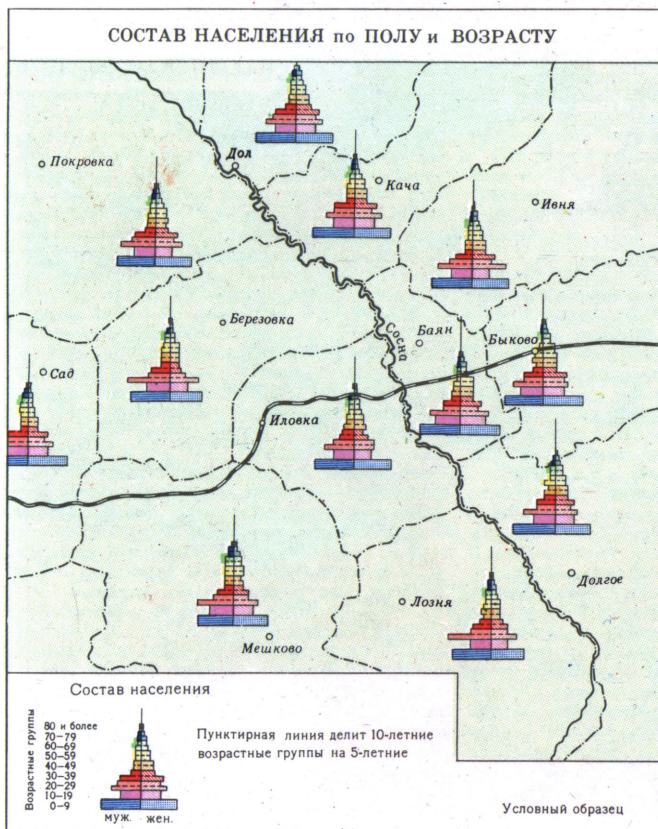 СОСТАВ НАСЕЛЕНИЯ по ПОЛУ и ВОЗРАСТУ
Покровка
Дол
Кача
Ивня
Березовка
Сосна
Баян
Быково
Сад
Иловка
Долгое
Лозня
Мешково
Состав населения
Возрастные группы
80 и более
70–79
60–69
50–59
40–49
30–39
20–29
10–19
0–9
муж. жен.
Пунктирная линия делит 10-летние
возрастные группы на 5-летние
Условный образец